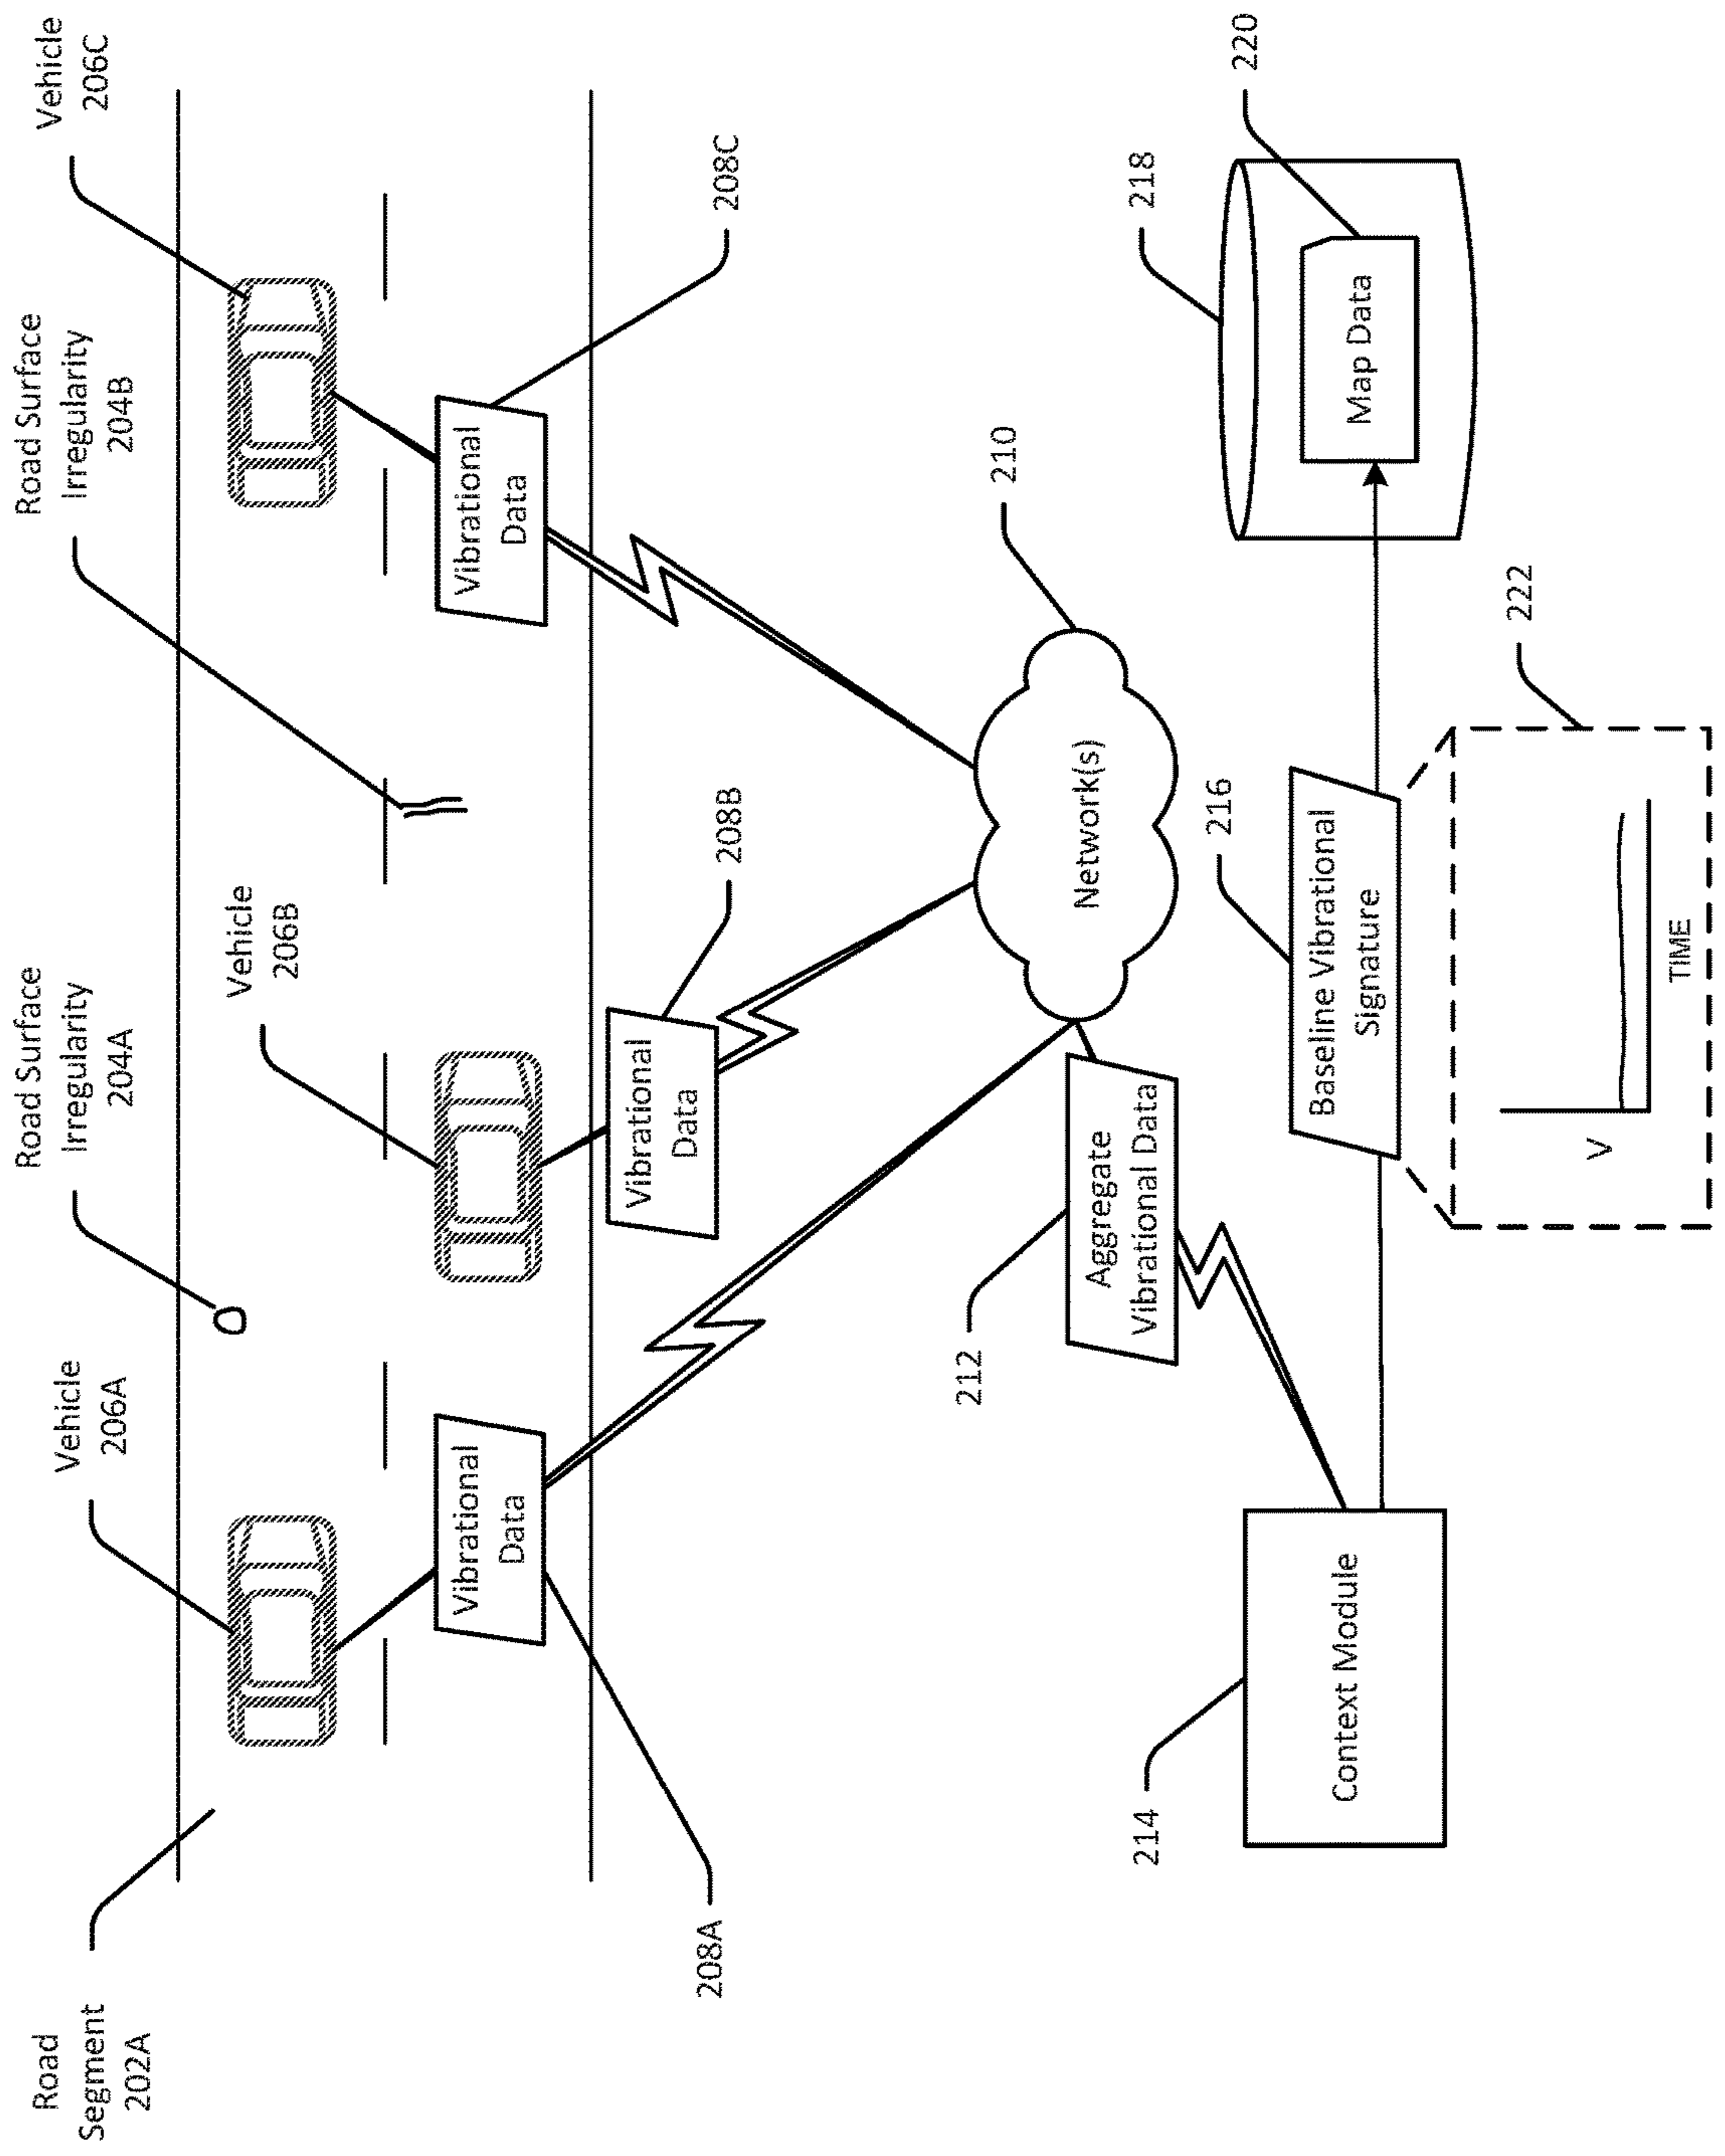 Road
Segment
202A
Vehicle
206A
Road Surface
Irregularity
204A
Vehicle
206B
Road Surface
Irregularity
204B
Vehicle
206C
Vibrational
Data
208A
Vibrational
Data
208B
Vibrational
Data
208C
Network(s)
210
Aggregate
Vibrational Data
212
Context Module
214
Baseline Vibrational
Signature
216
V
TIME
222
Map Data
218
220